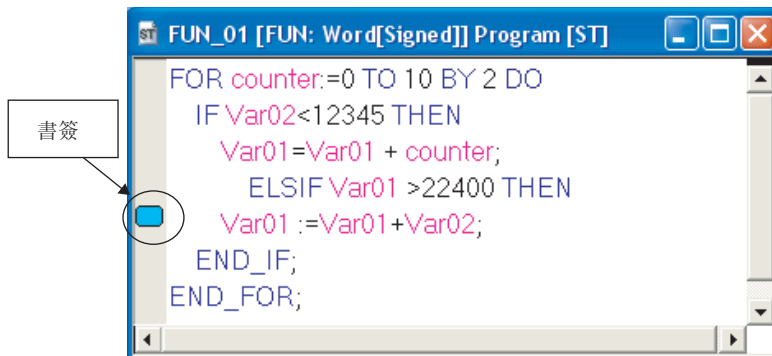 ST FUN_01 [FUN: Word[Signed]] Program [ST]
FOR counter:=0 TO 10 BY 2 DO
IF Var02<12345 THEN
書簽
Var01=Var01 + counter;
ELSIF Var01 >22400 THEN
Var01 :=Var01+Var02;
END_IF;
END_FOR;